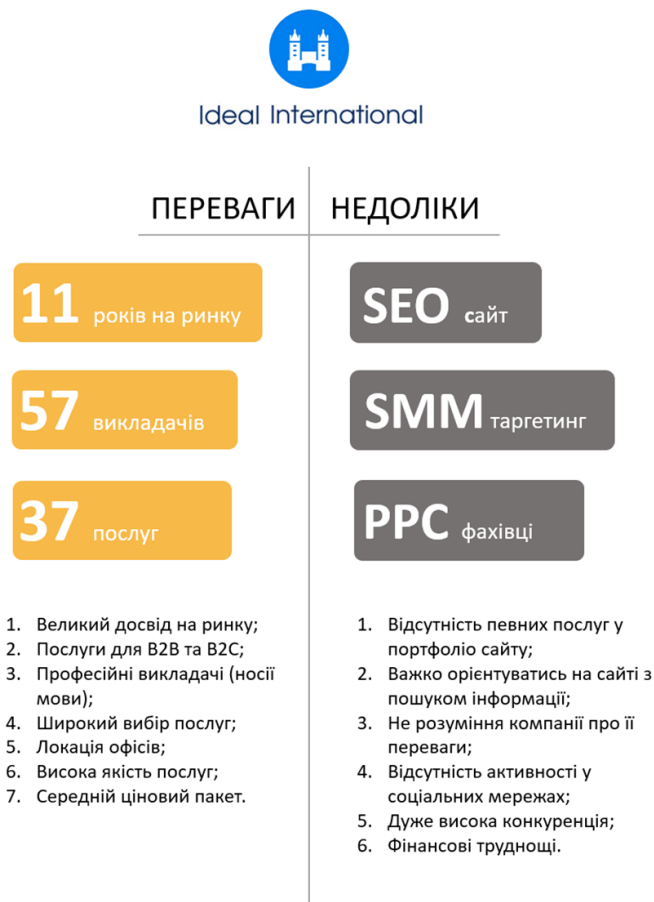 Ideal International
ПЕРЕВАГИ
НЕДОЛІКИ
11 років на ринку
57 викладачів
37 послуг
SEO сайт
SMM таргетинг
PPC фахівці
1. Великий досвід на ринку;
2. Послуги для B2B та B2C;
3. Професійні викладачі (носії
мови);
4. Широкий вибір послуг;
5. Локація офісів;
6. Висока якість послуг;
7. Середній ціновий пакет.
1. Відсутність певних послуг у
портфоліо сайту;
2. Важко орієнтуватись на сайті з
пошуком інформації;
3. Не розуміння компанії про її
переваги;
4. Відсутність активності у
соціальних мережах;
5. Дуже висока конкуренція;
6. Фінансові труднощі.